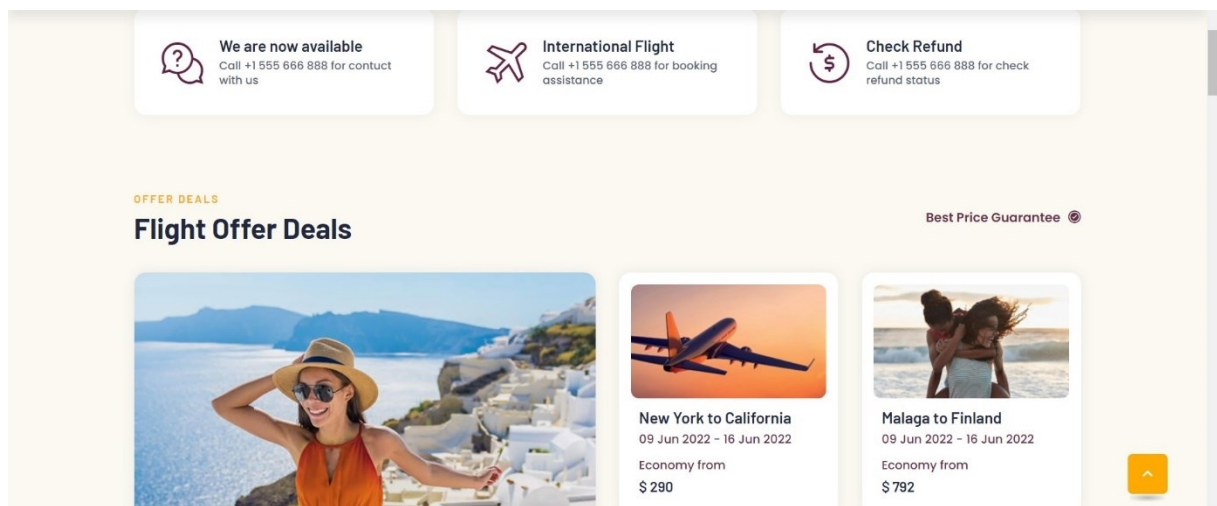 We are now available
Call +1 555 666 888 for contuct
with us
International Flight
Call +1 555 666 888 for booking
assistance
Check Refund
Call +1 555 666 888 for check
refund status
OFFER DEALS
Flight Offer Deals
Best Price Guarantee
New York to California
09 Jun 2022 - 16 Jun 2022
Economy from
$ 290
Malaga to Finland
09 Jun 2022 - 16 Jun 2022
Economy from
$ 792